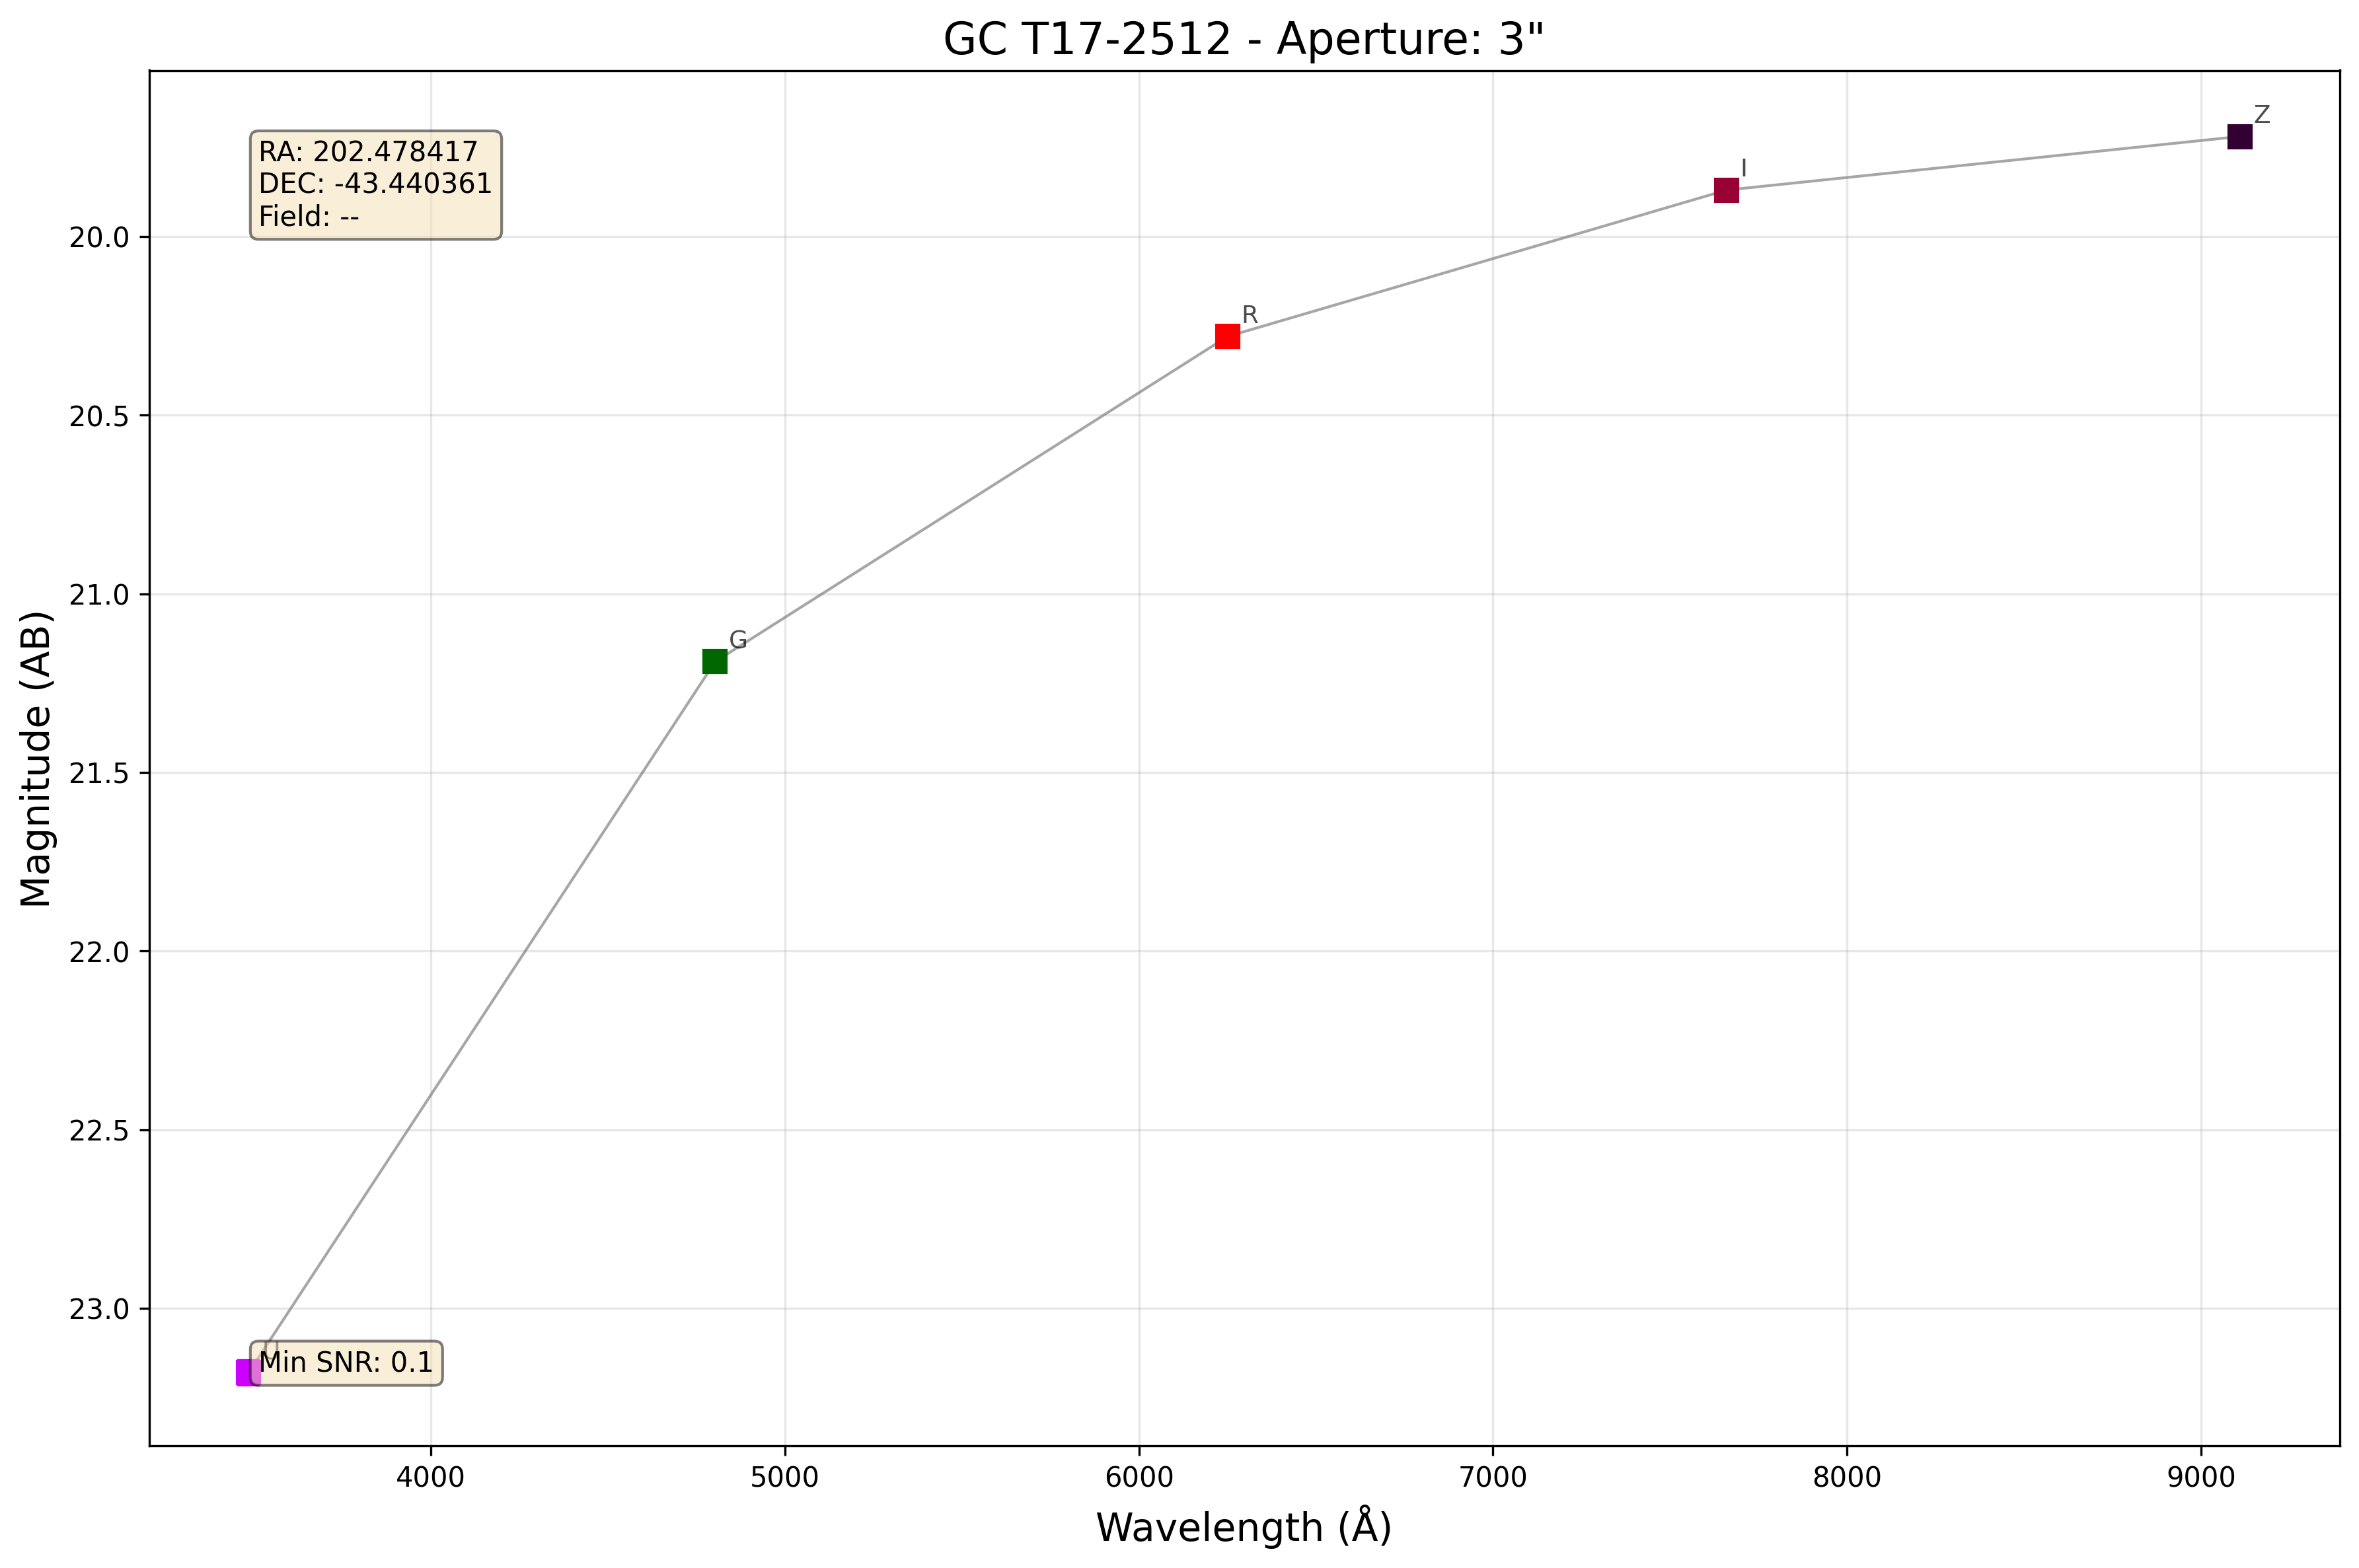 GC T17-2512 - Aperture: 3"
RA: 202.478417
DEC: -43.440361
Field: --
Z
I
R
G
Min SNR: 0.1
20.0
20.5
21.0
21.5
22.0
22.5
23.0
Magnitude (AB)
4000
5000
6000
7000
8000
9000
Wavelength (Å)